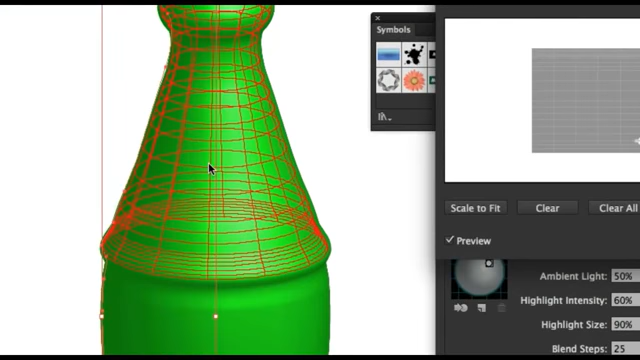 Symbols
Scale to Fit
Clear
Clear All
Preview
Ambient Light: 50%
Highlight Intensity: 60%
Highlight Size: 90%
Blend Steps: 25